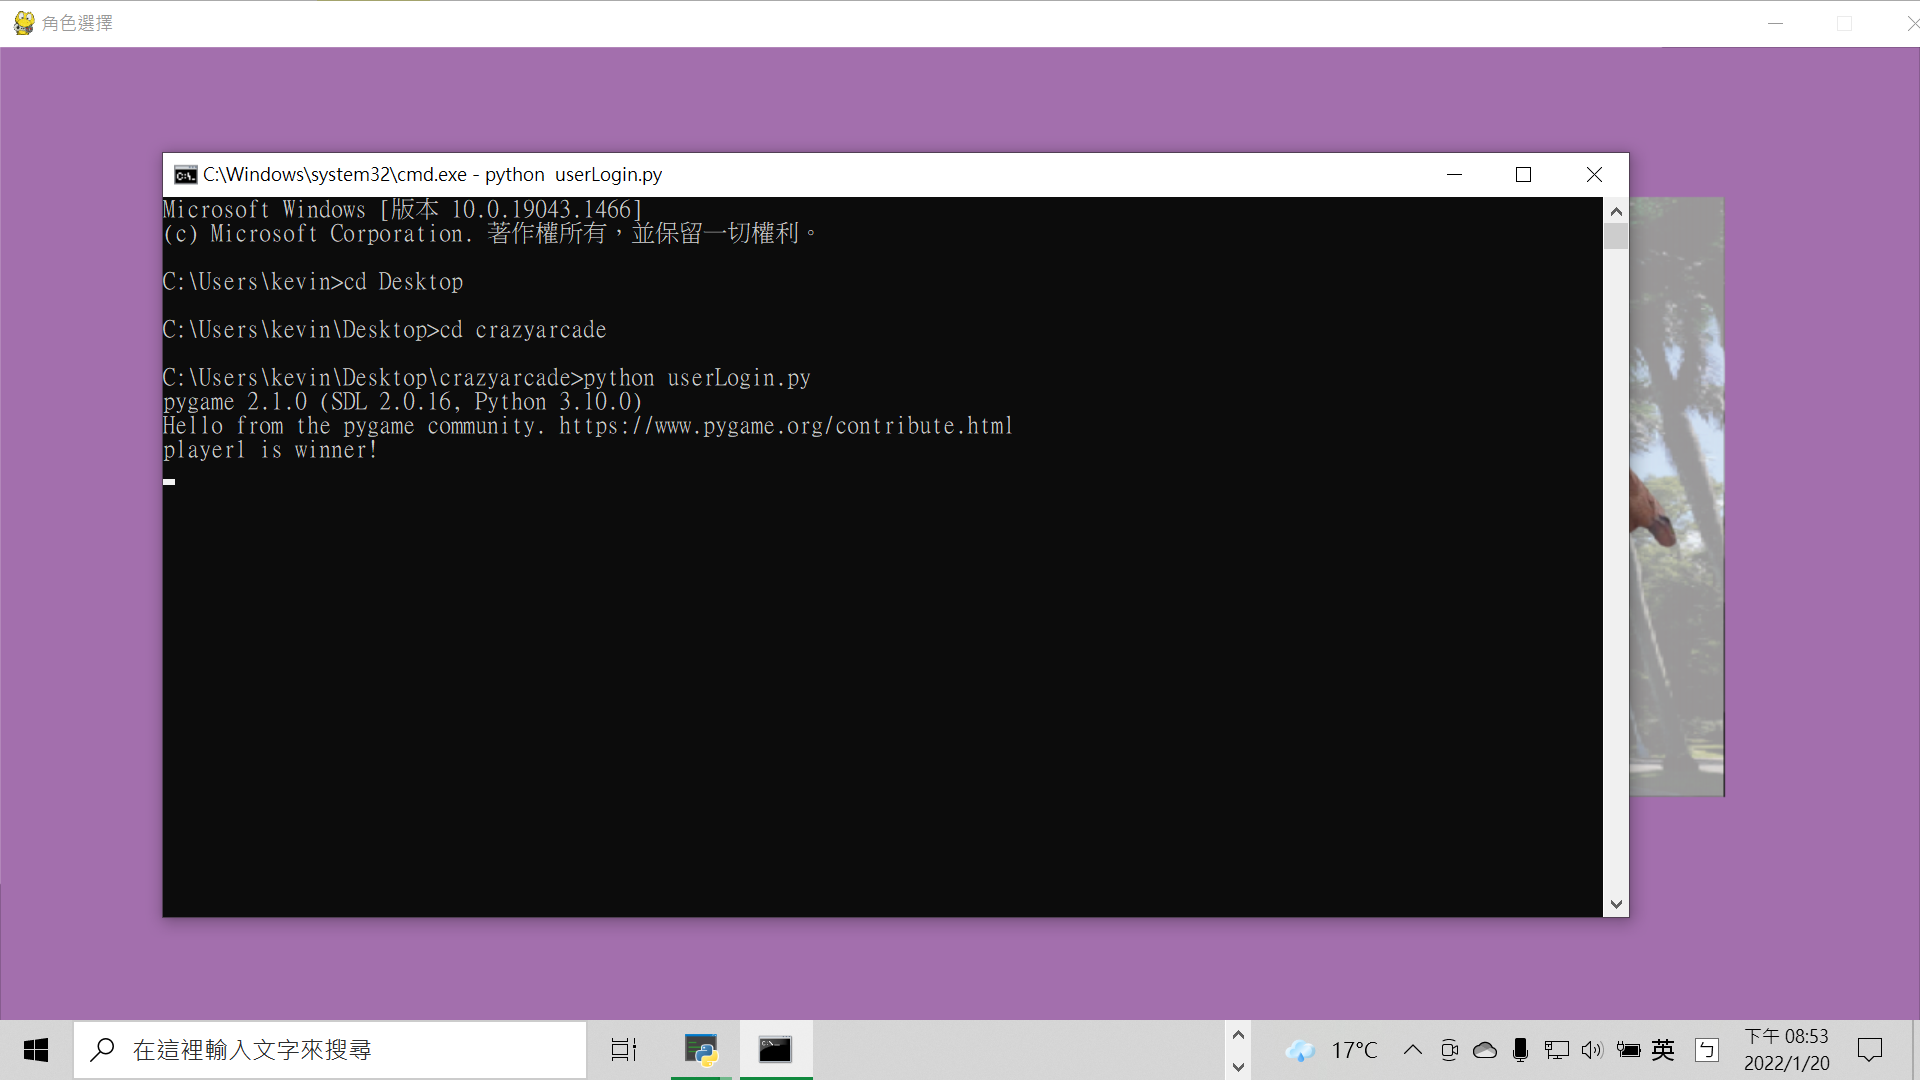 角色選擇
C:\Windows\system32\cmd.exe - python  userLogin.py
Microsoft Windows [版本 10.0.19043.1466]
(c) Microsoft Corporation. 著作權所有，並保留一切權利。
C:\Users\kevin>cd Desktop
C:\Users\kevin\Desktop>cd crazyarcade
C:\Users\kevin\Desktop\crazyarcade>python userLogin.py
pygame 2.1.0 (SDL 2.0.16, Python 3.10.0)
Hello from the pygame community. https://www.pygame.org/contribute.html
player1 is winner!
在這裡輸入文字來搜尋
17°C
英
ㄅ
下午 08:53
2022/1/20